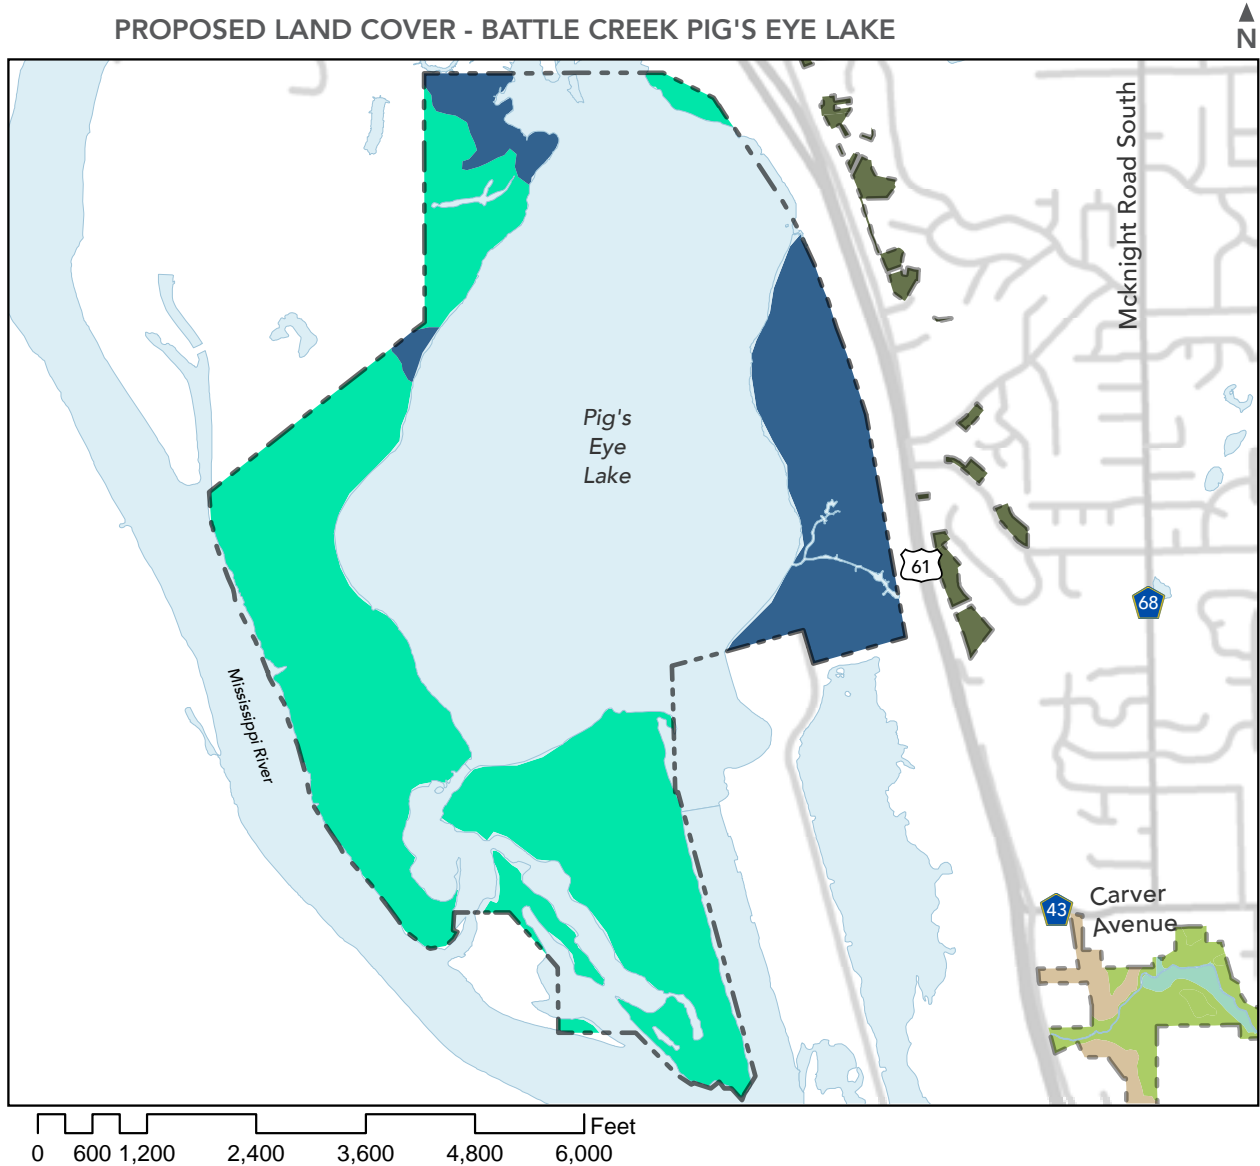 PROPOSED LAND COVER - BATTLE CREEK PIG'S EYE LAKE
N
Mcknight Road South
Pig's
Eye
Lake
61
68
Mississippi River
43
Carver
Avenue
Feet
0 600 1,200 2,400 3,600 4,800 6,000